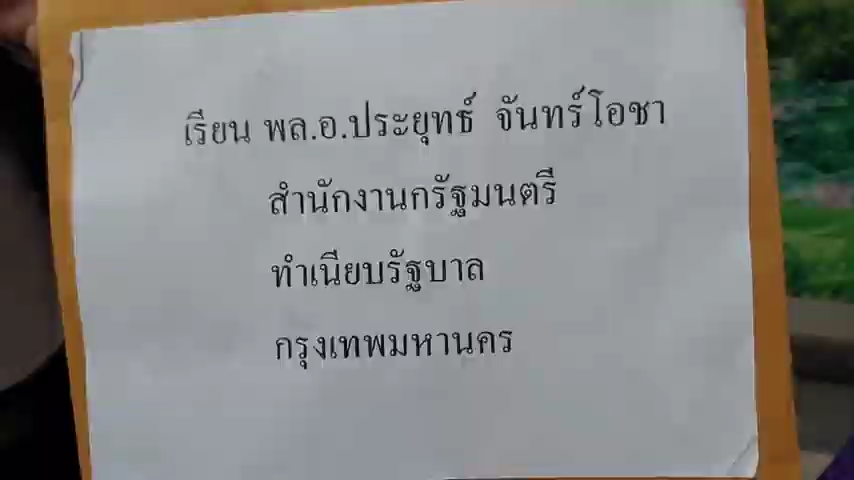 เรียน พล.อ.ประยุทธ์ จันทร์โอชา
สำนักงานกรัฐมนตรี
ทำเนียบรัฐบาล
กรุงเทพมหานคร